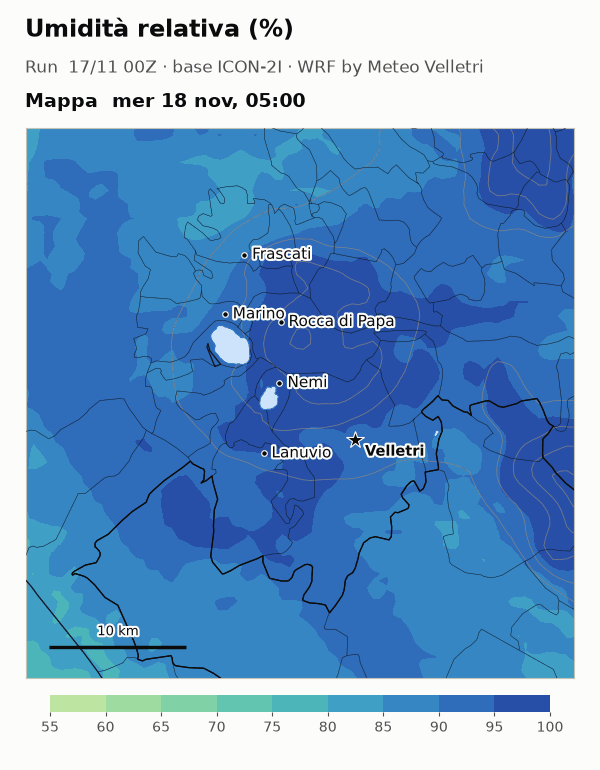 Umidità relativa (%)
Run  17/11 00Z · base ICON-2I · WRF by Meteo Velletri
Mappa  mer 18 nov, 05:00
Frascati
Marino
Rocca di Papa
Nemi
Velletri
Lanuvio
10 km
55 60 65 70 75 80 85 90 95 100